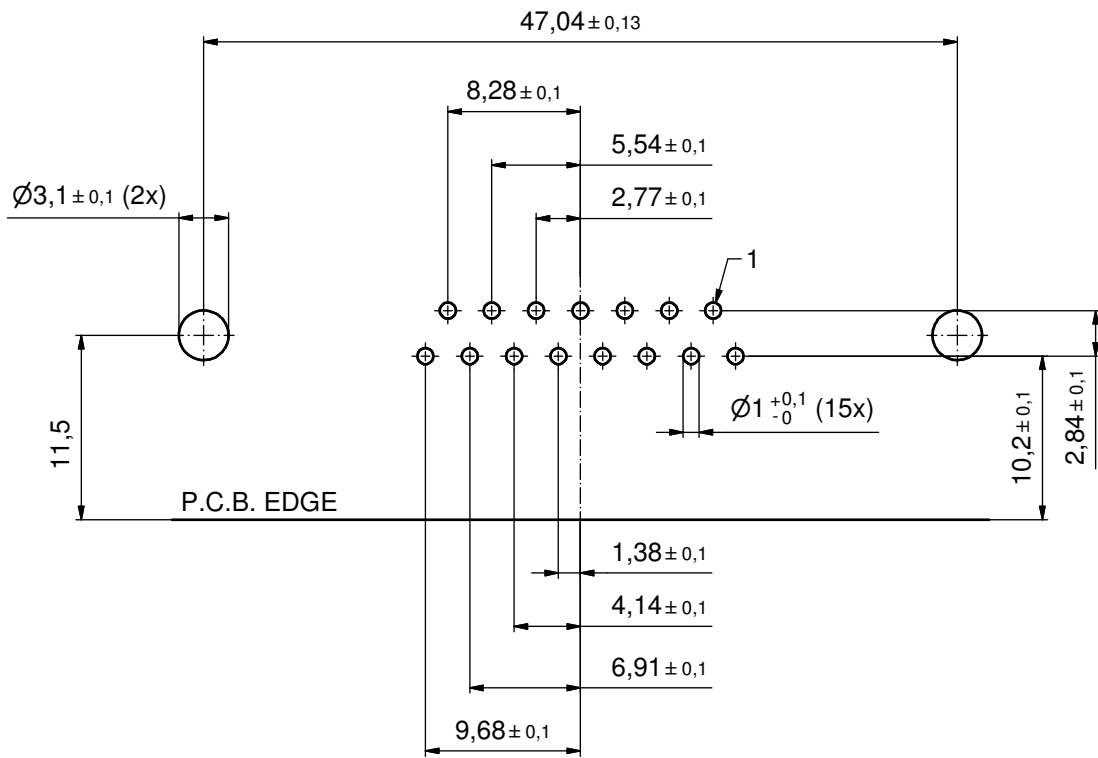 47,04 ± 0,13
8,28 ± 0,1
5,54 ± 0,1
Ø3,1 ± 0,1 (2x)
2,77 ± 0,1
1
Ø1 +0,1 -0 (15x)
11,5
10,2 ± 0,1
2,84 ± 0,1
P.C.B. EDGE
1,38 ± 0,1
4,14 ± 0,1
6,91 ± 0,1
9,68 ± 0,1